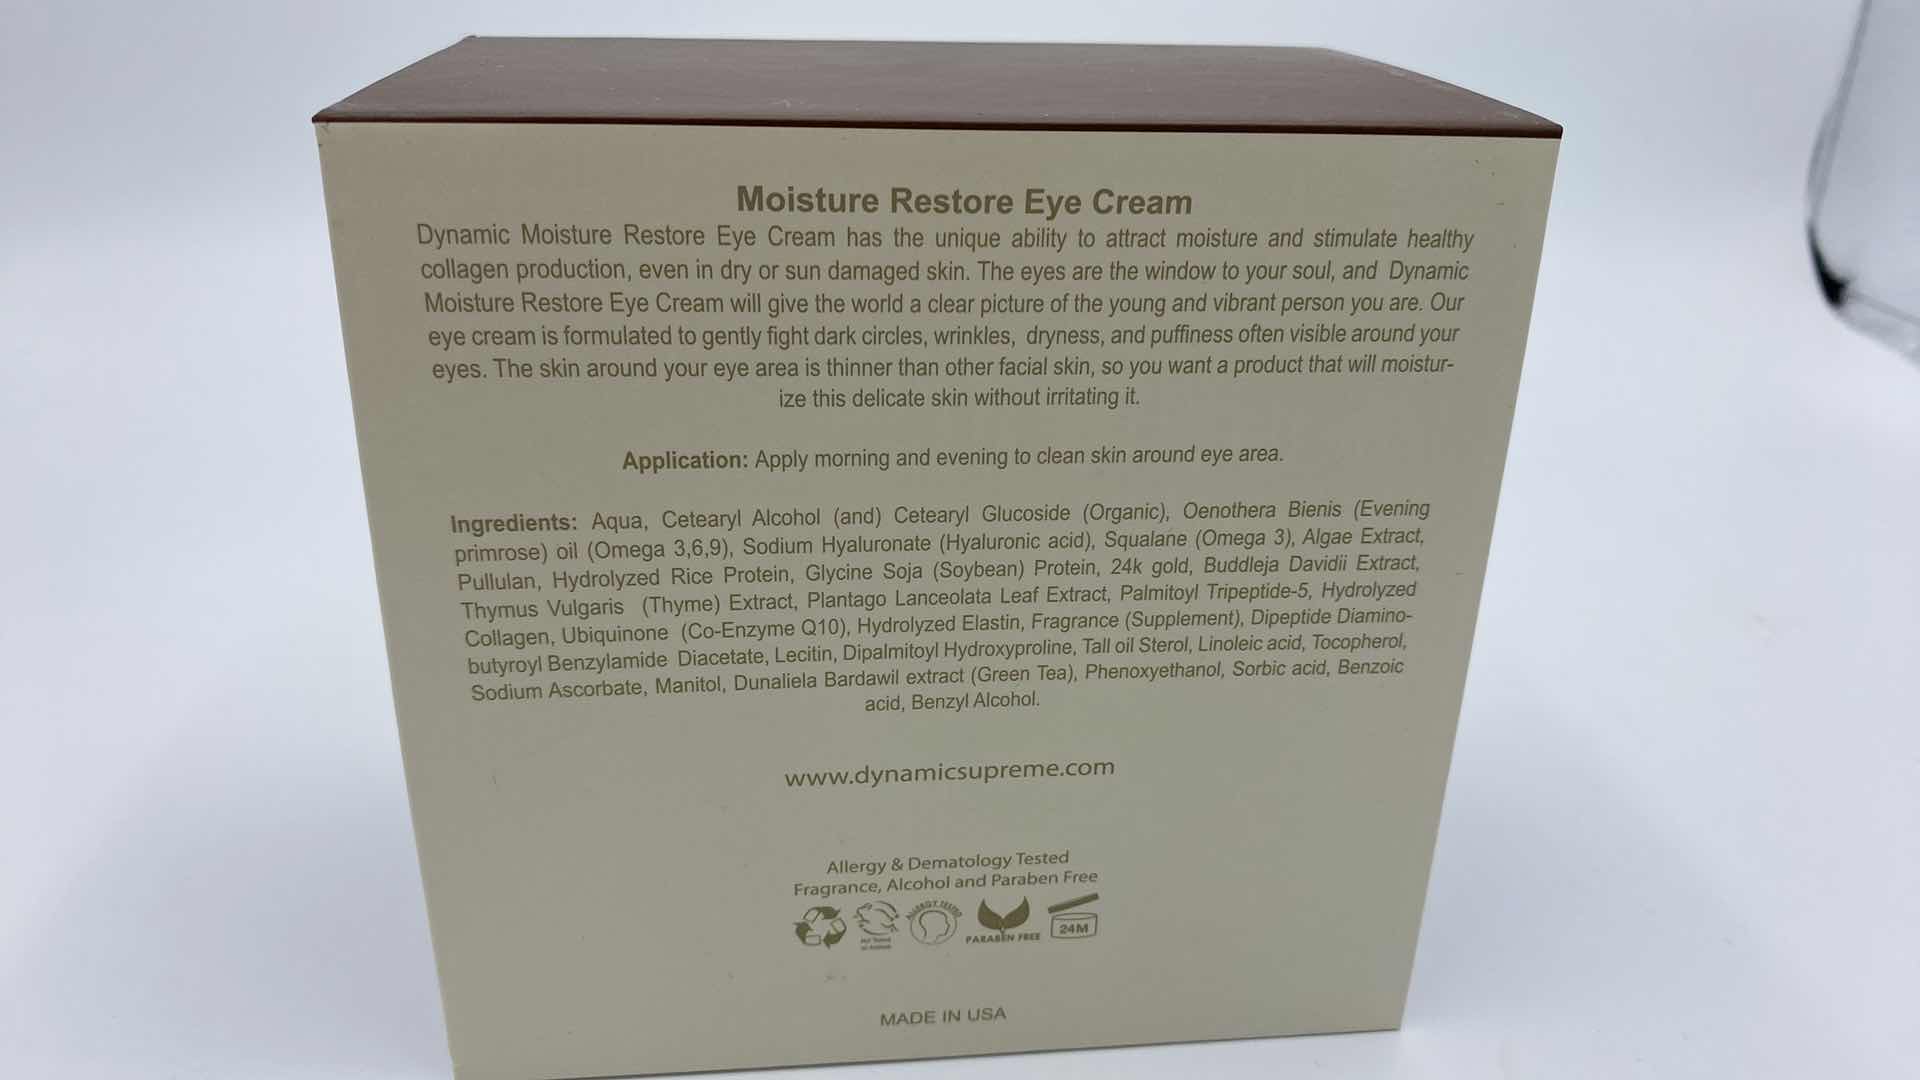 Moisture Restore Eye Cream
Dynamic Moisture Restore Eye Cream has the unique ability to attract moisture and stimulate healthy
collagen production, even in dry or sun damaged skin. The eyes are the window to your soul, and Dynamic
Moisture Restore Eye Cream will give the world a clear picture of the young and vibrant person you are. Our
eye cream is formulated to gently fight dark circles, wrinkles, dryness, and puffiness often visible around your
eyes. The skin around your eye area is thinner than other facial skin, so you want a product that will moistur-
ize this delicate skin without irritating it.
Application: Apply morning and evening to clean skin around eye area.
Ingredients: Aqua, Cetearyl Alcohol (and) Cetearyl Glucoside (Organic), Oenothera Bienis (Evening
primrose) oil (Omega 3,6,9), Sodium Hyaluronate (Hyaluronic acid), Squalane (Omega 3), Algae Extract,
Pullulan, Hydrolyzed Rice Protein, Glycine Soja (Soybean) Protein, 24k gold, Buddleja Davidii Extract,
Thymus Vulgaris (Thyme) Extract, Plantago Lanceolata Leaf Extract, Palmitoyl Tripeptide-5, Hydrolyzed
Collagen, Ubiquinone (Co-Enzyme Q10), Hydrolyzed Elastin, Fragrance (Supplement), Dipeptide Diamino-
butyroyl Benzylamide Diacetate, Lecitin, Dipalmitoyl Hydroxyproline, Tall oil Sterol, Linoleic acid, Tocopherol,
Sodium Ascorbate, Manitol, Dunaliela Bardawil extract (Green Tea), Phenoxyethanol, Sorbic acid, Benzoic
acid, Benzyl Alcohol.
www.dynamicsupreme.com
Allergy & Dematology Tested
Fragrance, Alcohol and Paraben Free
Not Tested
on Animals
ALLERGY TESTED
PARABEN FREE
24M
MADE IN USA